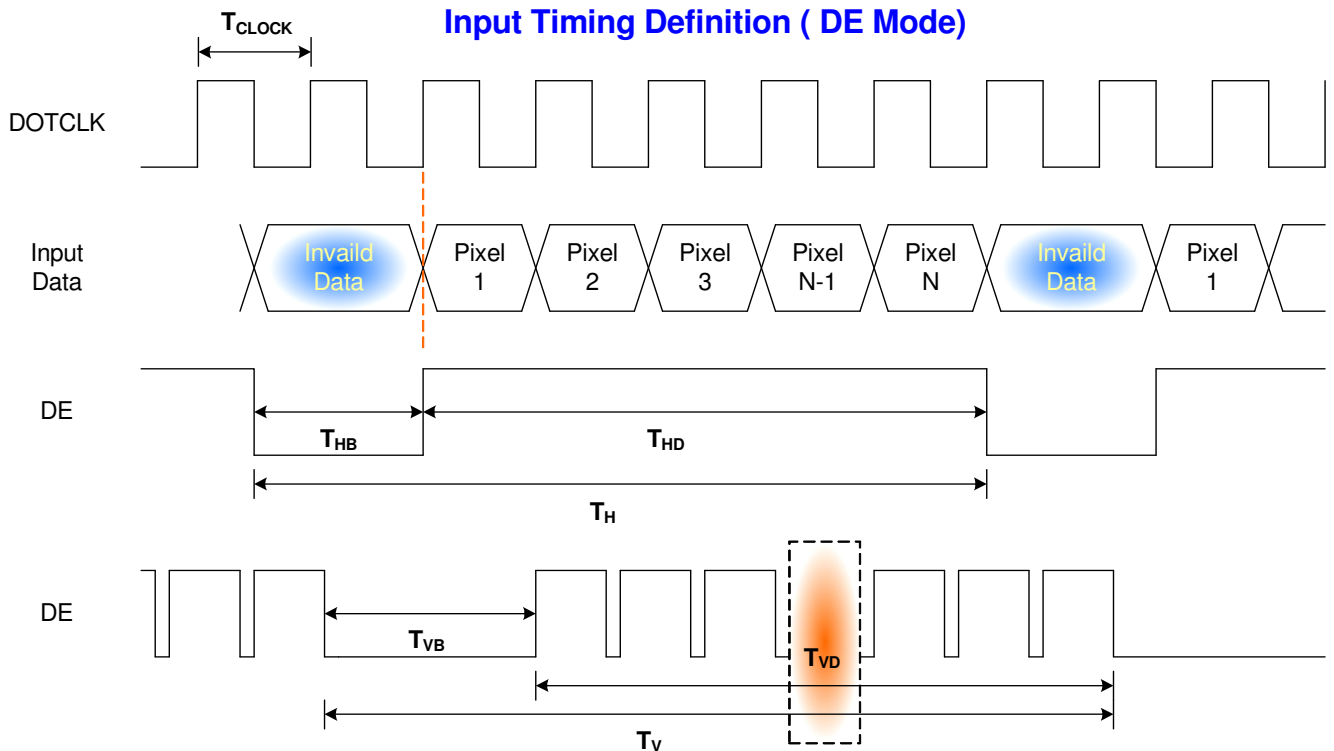 Input Timing Definition ( DE Mode)
TCLOCK
DOTCLK
Input
Data
Invaild
Data
Pixel
1
Pixel
2
Pixel
3
Pixel
N-1
Pixel
N
Invaild
Data
Pixel
1
DE
THB
THD
TH
DE
TVB
TVD
TV